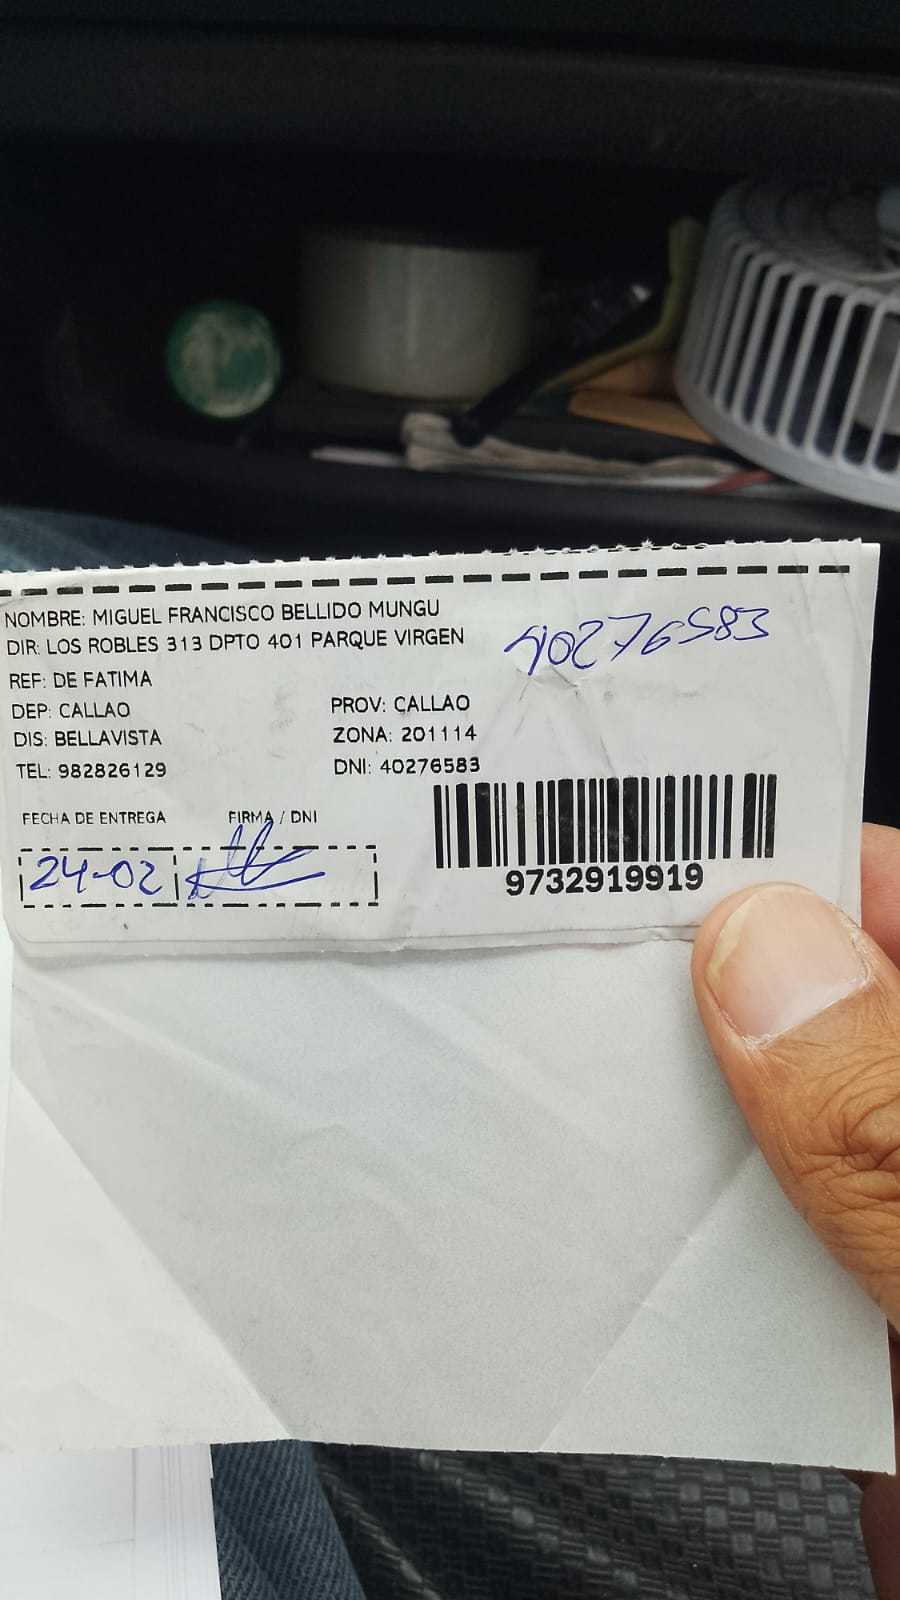 NOMBRE: MIGUEL FRANCISCO BELLIDO MUNGU
DIR: LOS ROBLES 313 DPTO 401 PARQUE VIRGEN
40276583
REF: DE FATIMA
DEP: CALLAO PROV: CALLAO
DIS: BELLAVISTA ZONA: 201114
TEL: 982826129 DNI: 40276583
FECHA DE ENTREGA FIRMA / DNI
24-02
9732919919